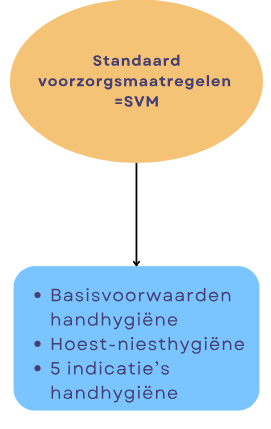 Standaard
voorzorgsmaatregelen
=SVM
• Basisvoorwaarden
handhygiëne
• Hoest-niesthygiëne
• 5 indicatie's
handhygiëne